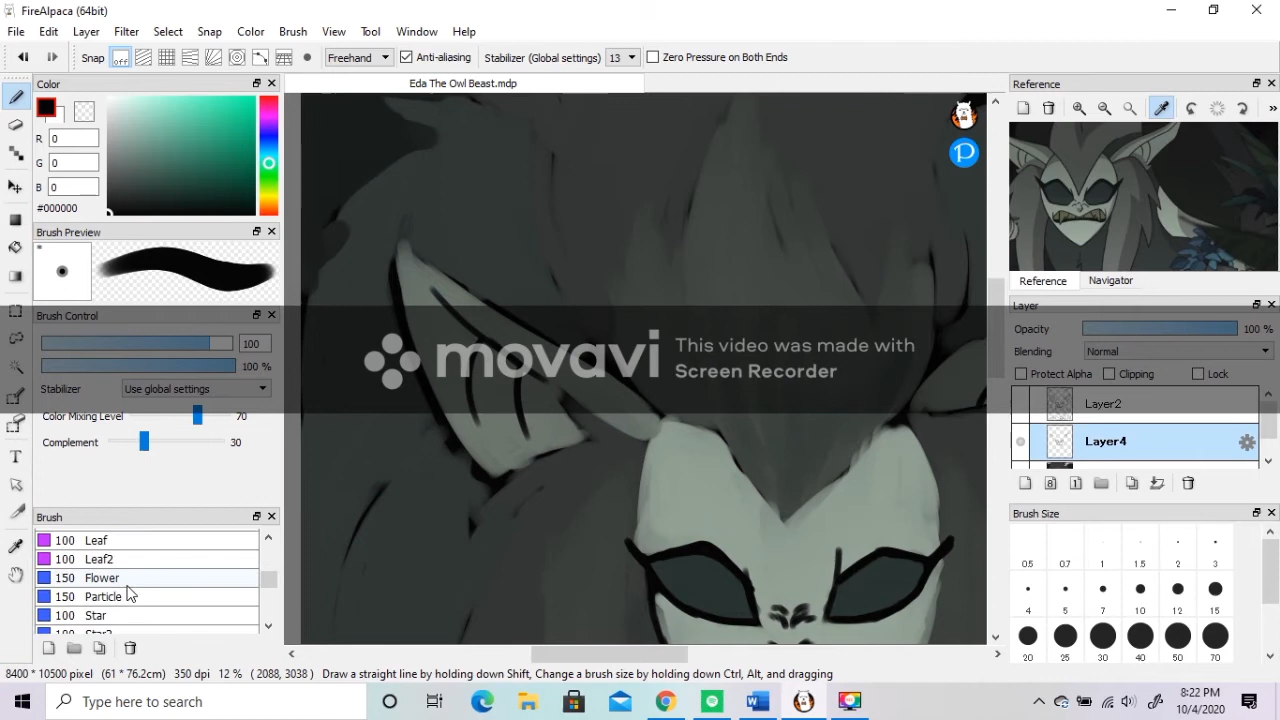 FireAlpaca (64bit)
File Edit Layer Filter Select Snap Color Brush View Tool Window Help
Snap off Freehand Anti-aliasing Stabilizer (Global settings) 13 Zero Pressure on Both Ends
Color
Eda The Owl Beast.mdp
Reference
R 0
G 0
B 0
#000000
Brush Preview
Reference Navigator
Brush Control
Layer
100
Opacity 100 %
100 %
Blending Normal
Stabilizer Use global settings
Protect Alpha Clipping Lock
Color Mixing Level 70
Layer2
Complement 30
Layer4
movavi
This video was made with
Screen Recorder
Brush
Brush Size
100 Leaf
100 Leaf2
150 Flower
150 Particle
100 Star
0.5 0.7 1 1.5 2 3
4 5 7 10 12 15
20 25 30 40 50 70
8400 * 10500 pixel (61 * 76.2cm) 350 dpi 12 % ( 2088, 3038 ) Draw a straight line by holding down Shift, Change a brush size by holding down Ctrl, Alt, and dragging
Type here to search
8:22 PM
10/4/2020